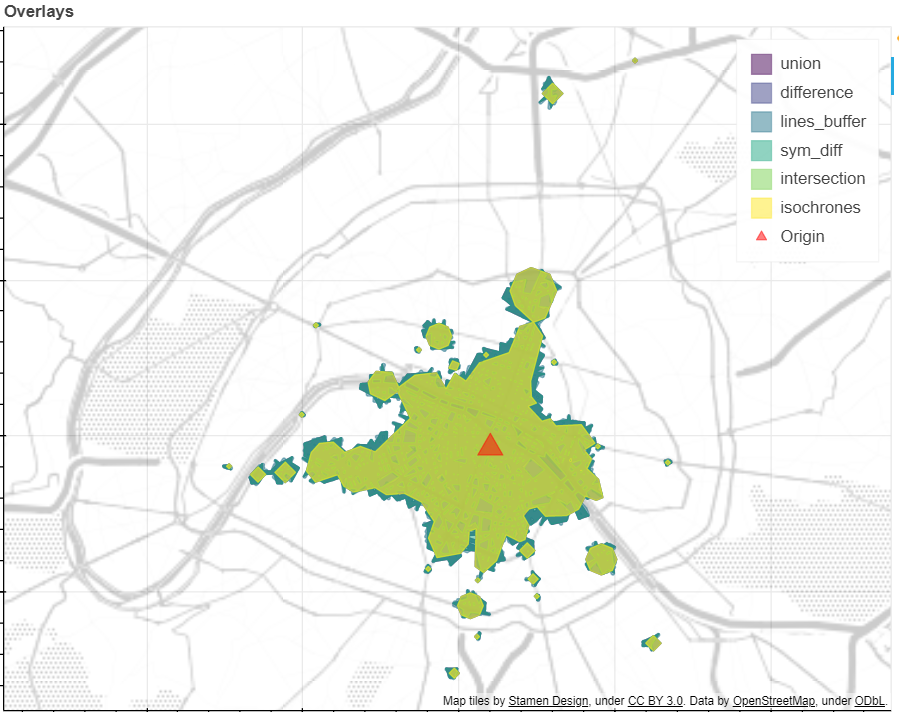 Overlays
union
difference
lines_buffer
sym_diff
intersection
isochrones
Origin
Map tiles by Stamen Design, under CC BY 3.0. Data by OpenStreetMap, under ODbL.